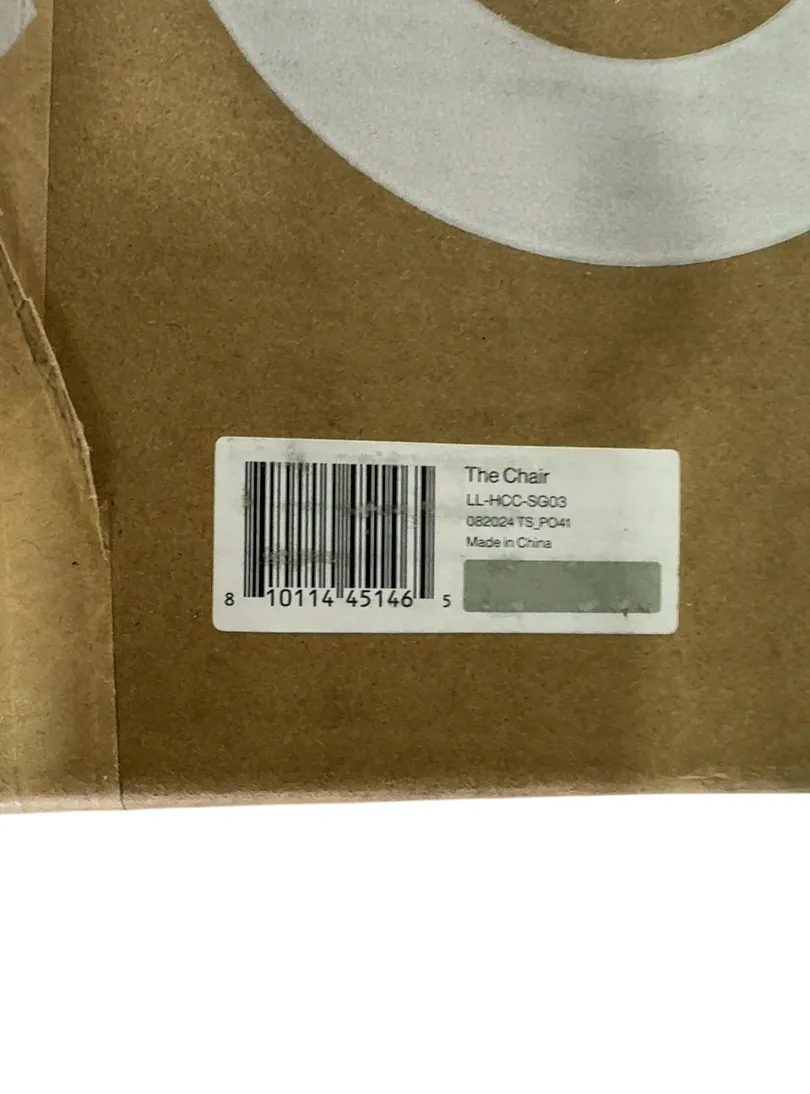 The Chair
LL-HCC-SG03
082024 TS_PO41
Made in China
8 10114 45146 5